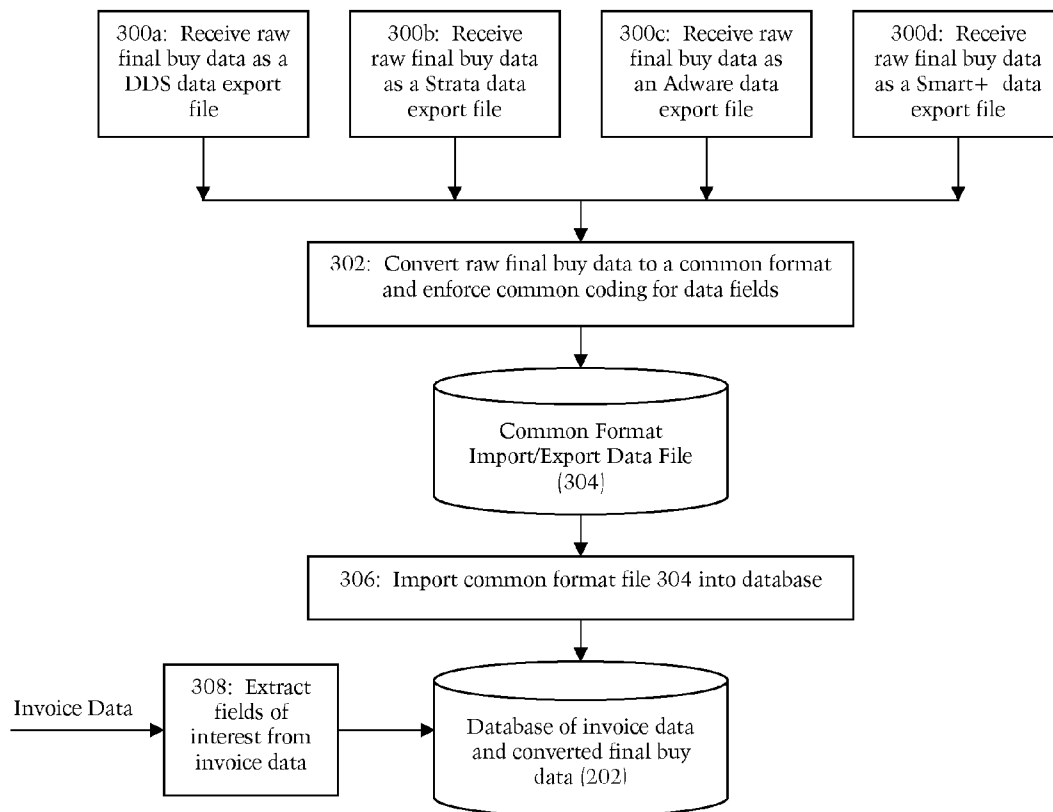 300a: Receive raw
final buy data as a
DDS data export
file
300b: Receive
raw final buy data
as a Strata data
export file
300c: Receive raw
final buy data as
an Adware data
export file
300d: Receive
raw final buy data
as a Smart+ data
export file
302: Convert raw final buy data to a common format
and enforce common coding for data fields
Common Format
Import/Export Data File
(304)
306: Import common format file 304 into database
Invoice Data
308: Extract
fields of
interest from
invoice data
Database of invoice data
and converted final buy
data (202)